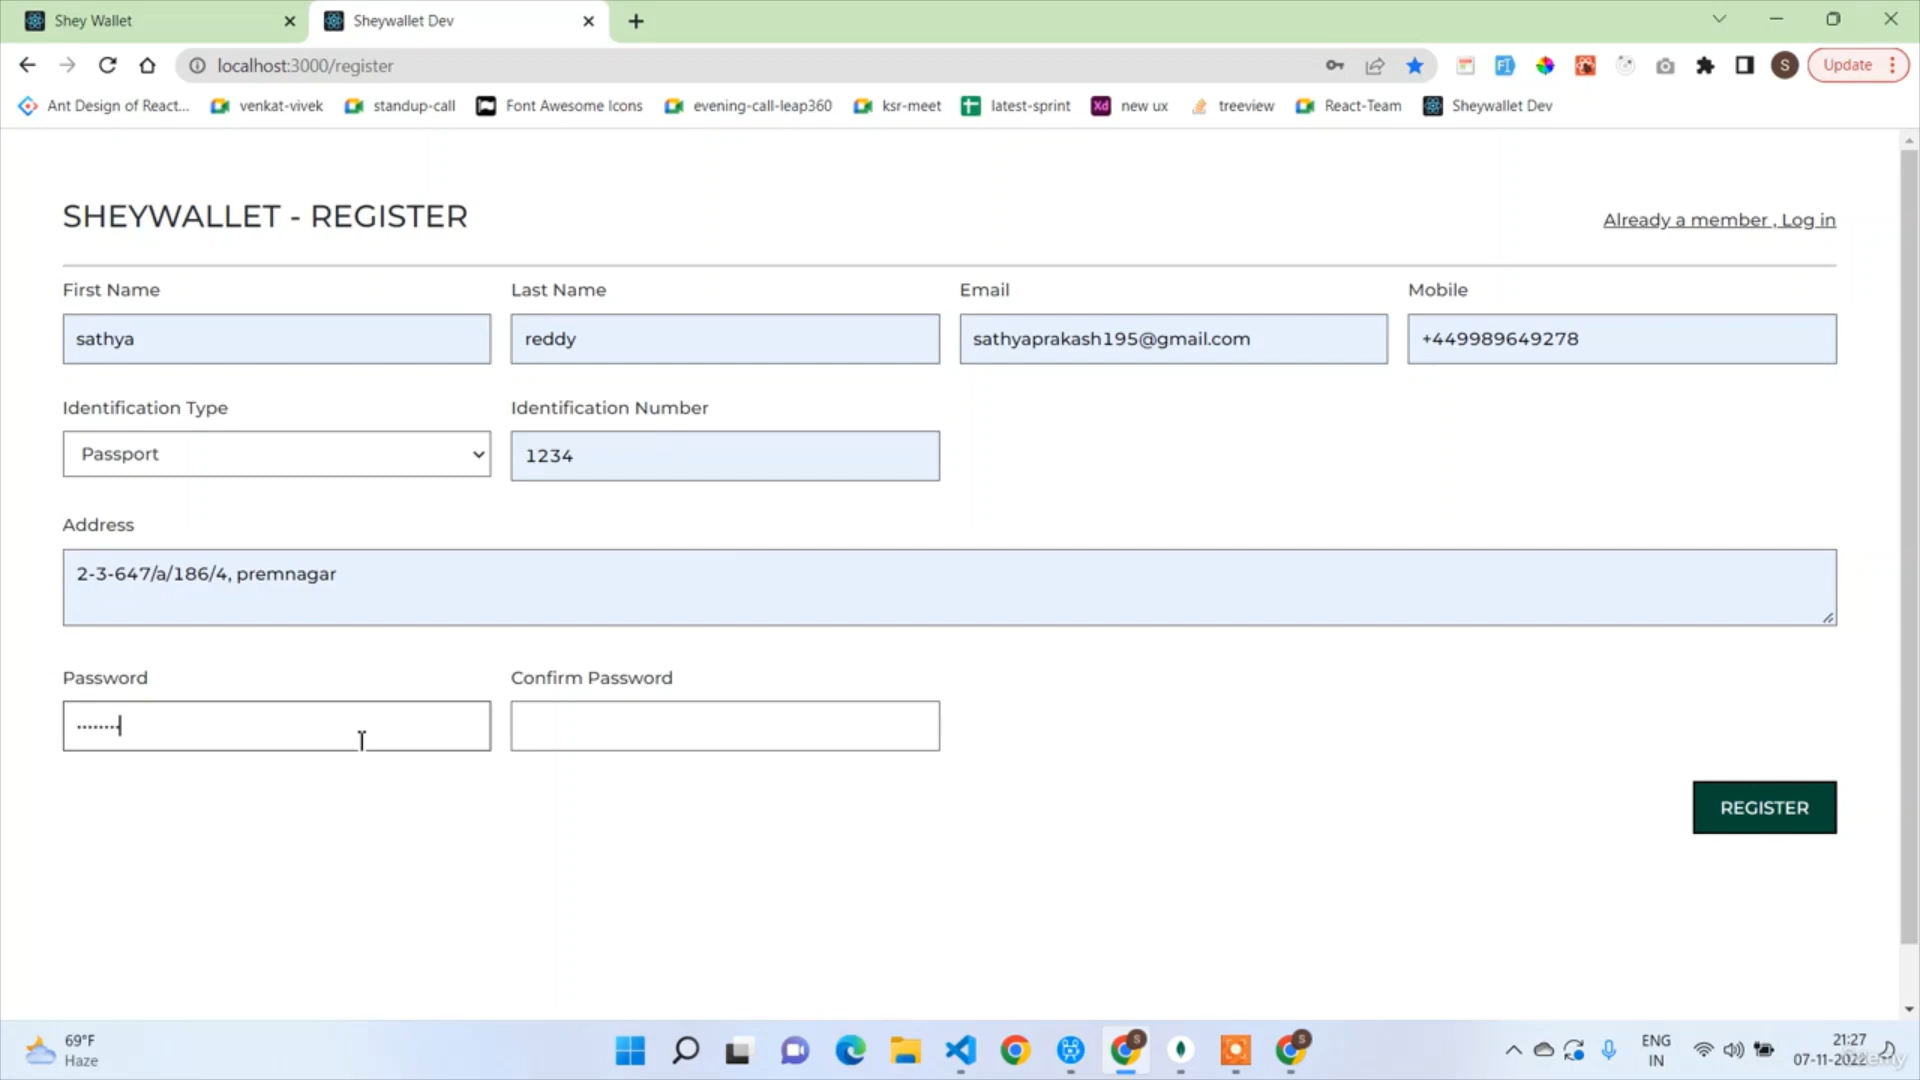 Shey Wallet
Sheywallet Dev
localhost:3000/register
S
Update
Ant Design of React...
venkat-vivek
standup-call
Font Awesome Icons
evening-call-leap360
ksr-meet
latest-sprint
Xd new ux
treeview
React-Team
Sheywallet Dev
SHEYWALLET - REGISTER
Already a member , Log in
First Name
Last Name
Email
Mobile
sathya
reddy
sathyaprakash195@gmail.com
+449989649278
Identification Type
Identification Number
Passport
1234
Address
2-3-647/a/186/4, premnagar
Password
Confirm Password
REGISTER
69°F
Haze
ENG
IN
21:27
07-11-2022